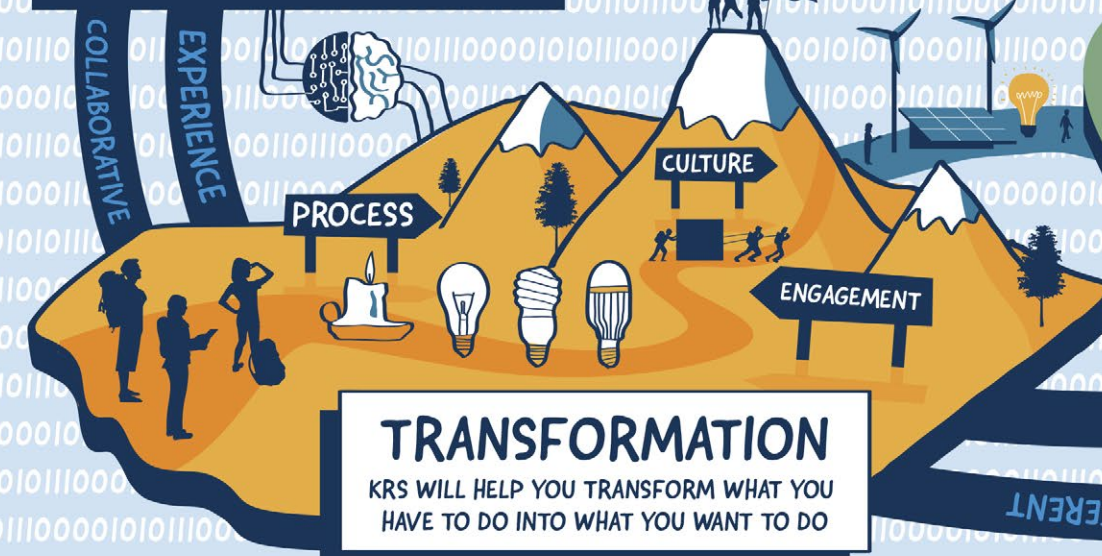 COLLABORATIVE
EXPERIENCE
PROCESS
CULTURE
ENGAGEMENT
TRANSFORMATION
KRS WILL HELP YOU TRANSFORM WHAT YOU
HAVE TO DO INTO WHAT YOU WANT TO DO